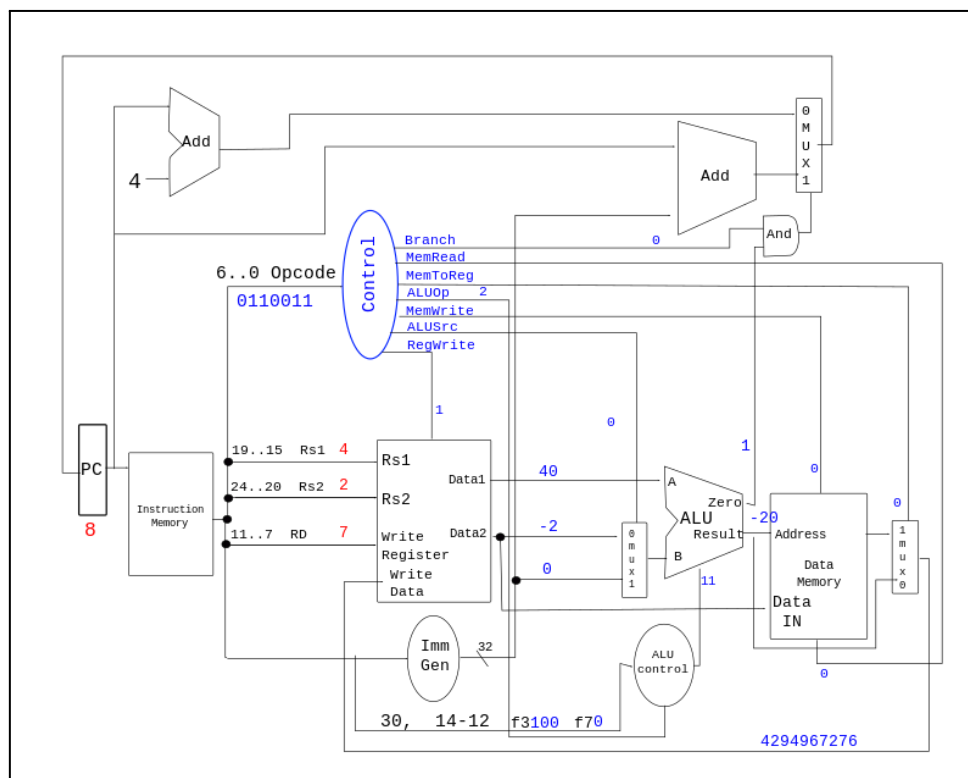 0
M
U
X
1
Add
4
Add
And
Branch 0
MemRead
6..0 Opcode
0110011
Control
MemToReg
ALUOp 2
MemWrite
ALUSrc
RegWrite
1
0
PC
8
Instruction
Memory
19..15 Rs1 4
24..20 Rs2 2
11..7 RD 7
Rs1
Rs2
Write
Register
Write
Data
Data1
Data2
40
-2
0
0
m
u
x
1
A
B
ALU
Zero
Result
1
-20
11
0
Address
Data
Memory
Data
IN
0
0
1
m
u
x
0
Imm
Gen
32
ALU
control
30, 14-12 f3100 f70
4294967276